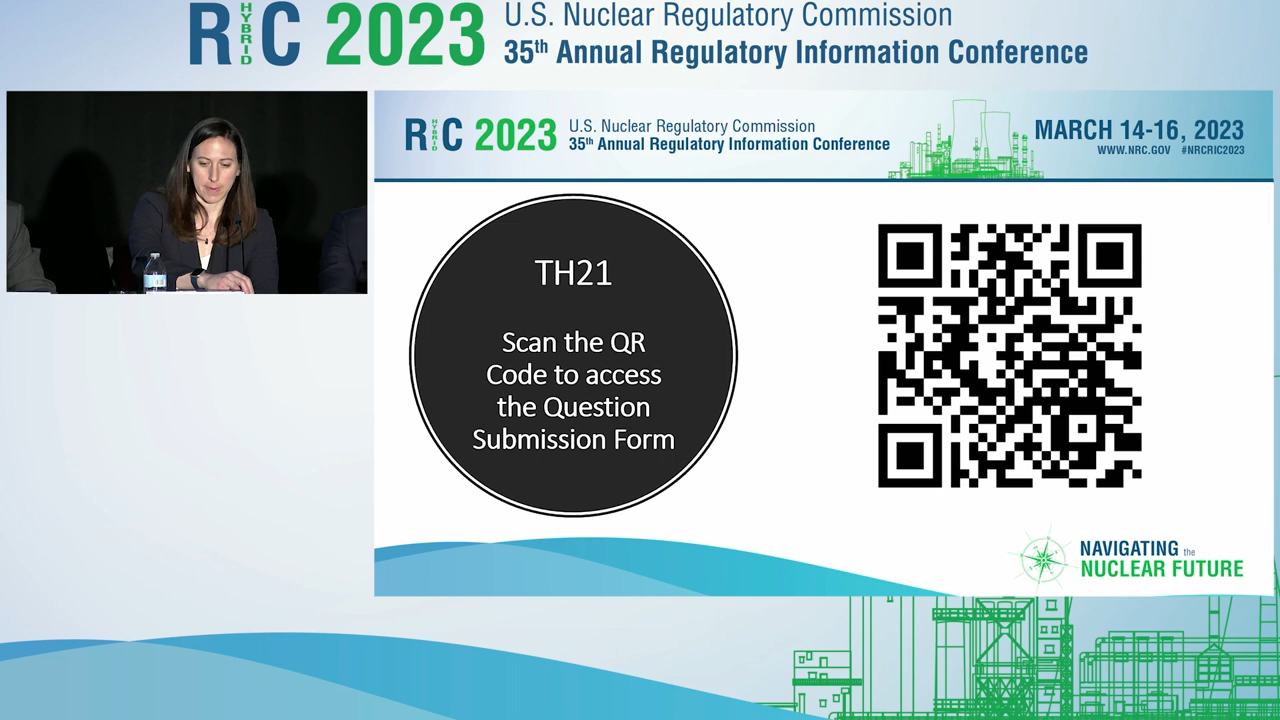 RIC 2023
HYBRID
U.S. Nuclear Regulatory Commission
35th Annual Regulatory Information Conference
RIC 2023
HYBRID
U.S. Nuclear Regulatory Commission
35th Annual Regulatory Information Conference
MARCH 14-16, 2023
WWW.NRC.GOV #NRCRIC2023
TH21
Scan the QR
Code to access
the Question
Submission Form
NAVIGATING the
NUCLEAR FUTURE